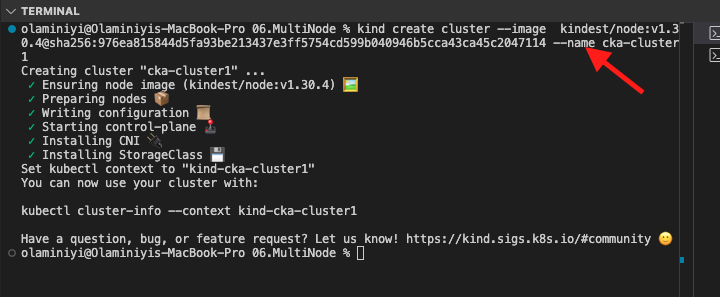 TERMINAL
olaminiyi@Olaminiyis-MacBook-Pro 06.MultiNode % kind create cluster --image  kindest/node:v1.3
0.4@sha256:976ea815844d5fa93be213437e3ff5754cd599b040946b5cca43ca45c2047114 --name cka-cluster
1
Creating cluster "cka-cluster1" ...
✓ Ensuring node image (kindest/node:v1.30.4) 🖼
✓ Preparing nodes 📦
✓ Writing configuration 📜
✓ Starting control-plane 🕹️
✓ Installing CNI 🔌
✓ Installing StorageClass 💾
Set kubectl context to "kind-cka-cluster1"
You can now use your cluster with:
kubectl cluster-info --context kind-cka-cluster1
Have a question, bug, or feature request? Let us know! https://kind.sigs.k8s.io/#community 🙂
olaminiyi@Olaminiyis-MacBook-Pro 06.MultiNode %